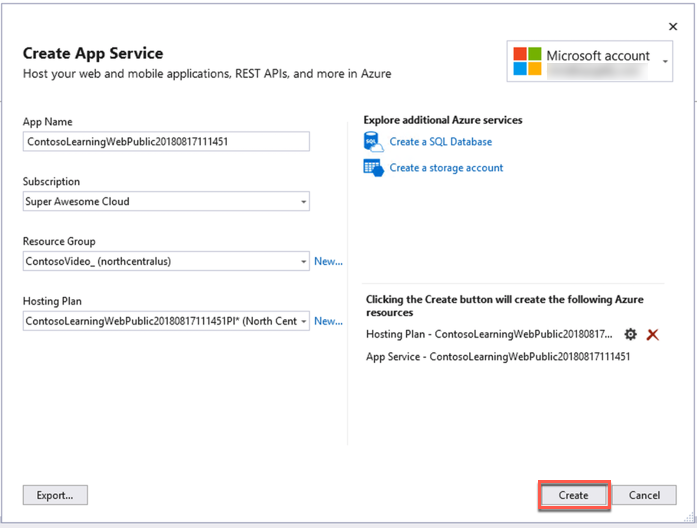 Create App Service
Host your web and mobile applications, REST APIs, and more in Azure
Microsoft account
App Name
ContosoLearningWebPublic20180817111451
Subscription
Super Awesome Cloud
Resource Group
ContosoVideo_ (northcentralus)
New...
Hosting Plan
ContosoLearningWebPublic20180817111451Pl* (North Cent
New...
Explore additional Azure services
SQL
Create a SQL Database
Create a storage account
Clicking the Create button will create the following Azure
resources
Hosting Plan - ContosoLearningWebPublic20180817...
App Service - ContosoLearningWebPublic20180817111451
Export...
Create
Cancel